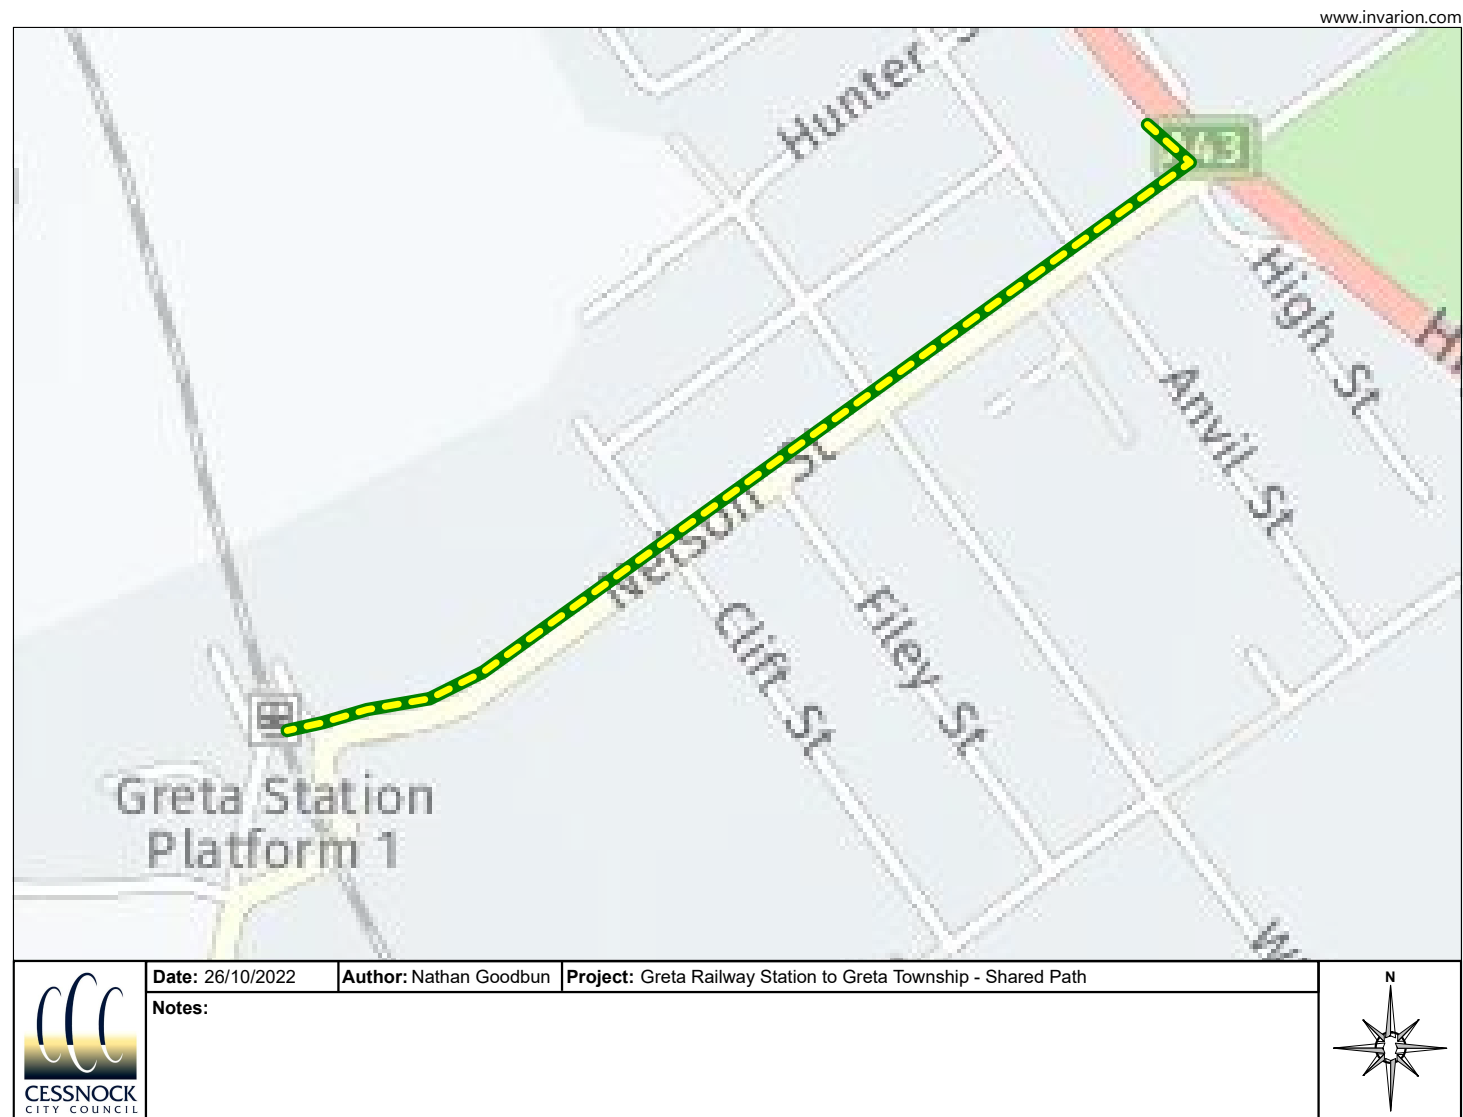 www.invarion.com
Hunter
High St
Anvil St
Nelson St
Clift St
Filey St
Greta Station
Platform 1
Date: 26/10/2022
Author: Nathan Goodbun
Project: Greta Railway Station to Greta Township - Shared Path
Notes:
N
CESSNOCK
CITY COUNCIL